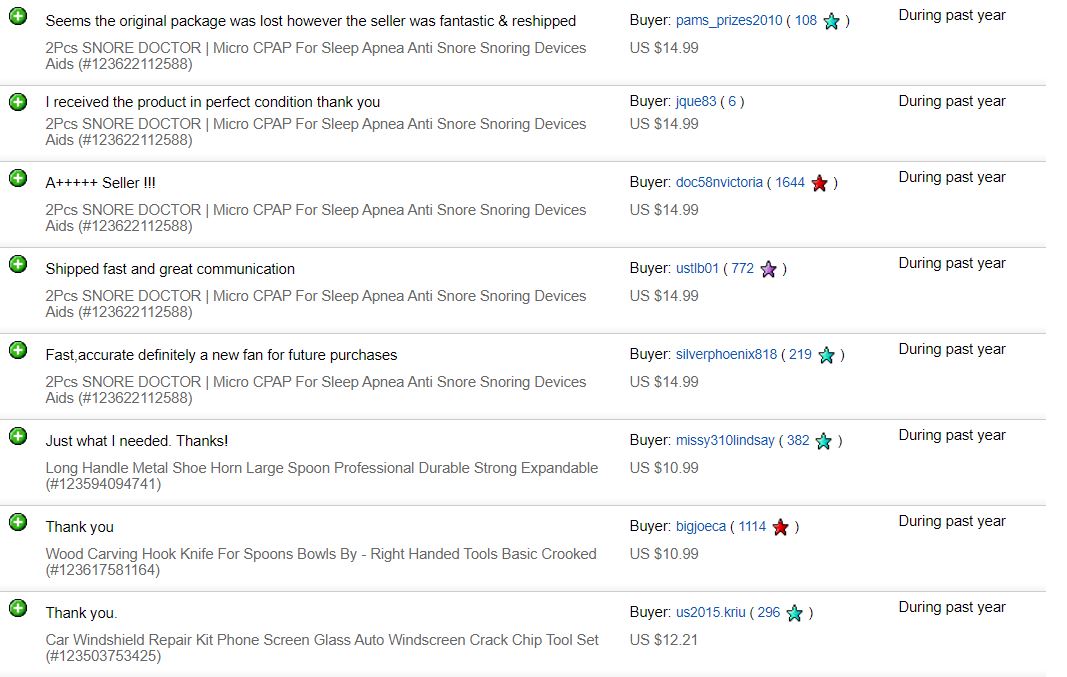 Seems the original package was lost however the seller was fantastic & reshipped
Buyer: pams_prizes2010 ( 108 )
During past year
2Pcs SNORE DOCTOR | Micro CPAP For Sleep Apnea Anti Snore Snoring Devices
Aids (#123622112588)
US $14.99
I received the product in perfect condition thank you
Buyer: jque83 ( 6 )
During past year
2Pcs SNORE DOCTOR | Micro CPAP For Sleep Apnea Anti Snore Snoring Devices
Aids (#123622112588)
US $14.99
A+++++ Seller !!!
Buyer: doc58nvictoria ( 1644 )
During past year
2Pcs SNORE DOCTOR | Micro CPAP For Sleep Apnea Anti Snore Snoring Devices
Aids (#123622112588)
US $14.99
Shipped fast and great communication
Buyer: ustlb01 ( 772 )
During past year
2Pcs SNORE DOCTOR | Micro CPAP For Sleep Apnea Anti Snore Snoring Devices
Aids (#123622112588)
US $14.99
Fast,accurate definitely a new fan for future purchases
Buyer: silverphoenix818 ( 219 )
During past year
2Pcs SNORE DOCTOR | Micro CPAP For Sleep Apnea Anti Snore Snoring Devices
Aids (#123622112588)
US $14.99
Just what I needed. Thanks!
Buyer: missy310lindsay ( 382 )
During past year
Long Handle Metal Shoe Horn Large Spoon Professional Durable Strong Expandable
(#123594094741)
US $10.99
Thank you
Buyer: bigjoeca ( 1114 )
During past year
Wood Carving Hook Knife For Spoons Bowls By - Right Handed Tools Basic Crooked
(#123617581164)
US $10.99
Thank you.
Buyer: us2015.kriu ( 296 )
During past year
Car Windshield Repair Kit Phone Screen Glass Auto Windscreen Crack Chip Tool Set
(#123503753425)
US $12.21